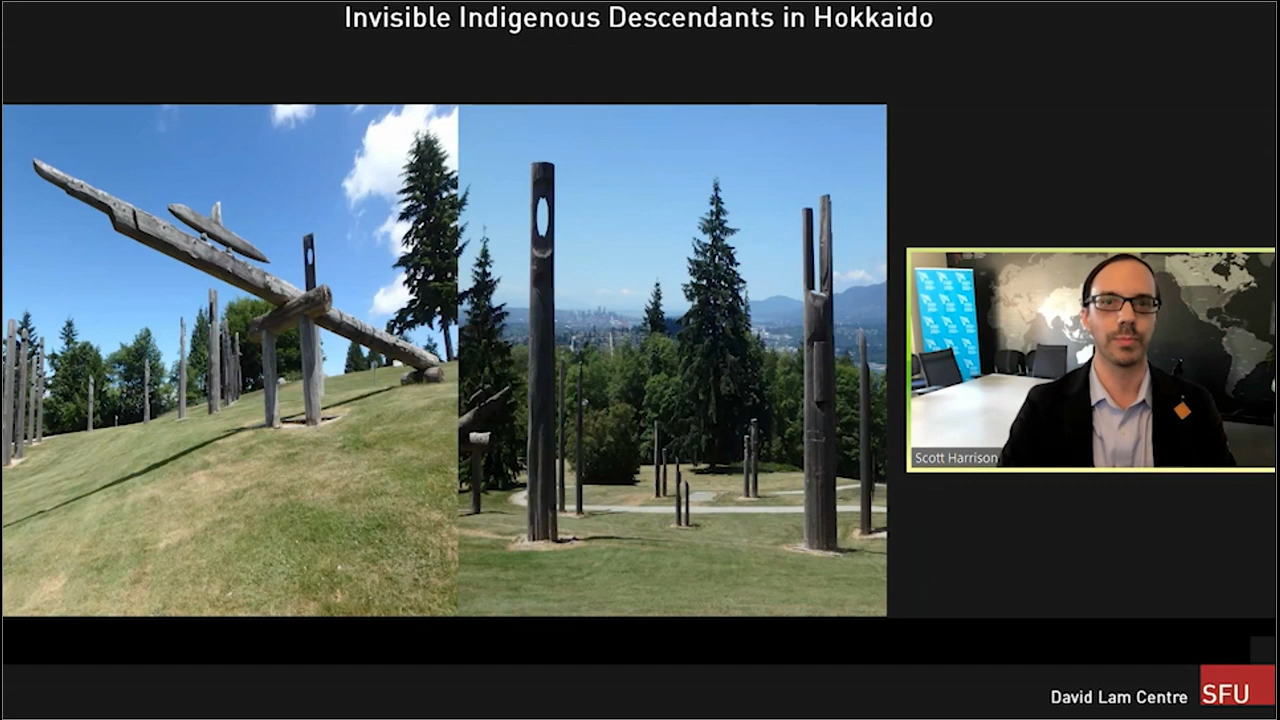 Invisible Indigenous Descendants in Hokkaido
Scott Harrison
David Lam Centre
SFU